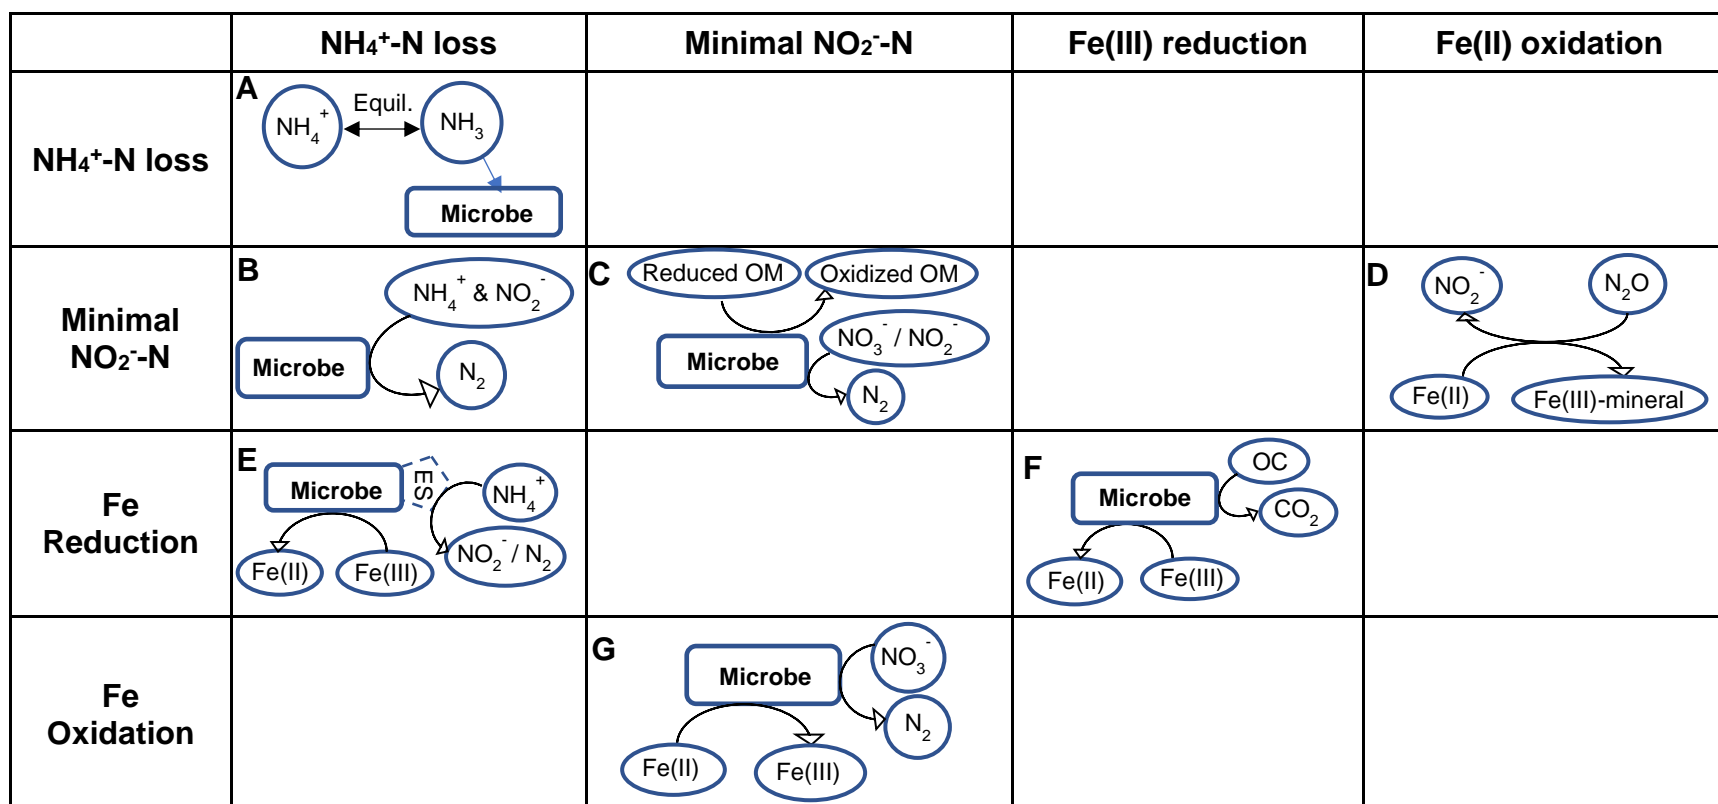 NH₄⁺-N loss
Minimal NO₂⁻-N
Fe(III) reduction
Fe(II) oxidation
NH₄⁺-N loss
A
NH₄⁺
Equil.
NH₃
Microbe
Minimal
NO₂⁻-N
B
NH₄⁺ & NO₂⁻
Microbe
N₂
C
Reduced OM
Oxidized OM
NO₃⁻ / NO₂⁻
Microbe
N₂
D
NO₂⁻
N₂O
Fe(II)
Fe(III)-mineral
Fe
Reduction
E
Microbe
ES
NH₄⁺
NO₂⁻ / N₂
Fe(II)
Fe(III)
F
OC
Microbe
CO₂
Fe(II)
Fe(III)
Fe
Oxidation
G
Microbe
NO₃⁻
N₂
Fe(II)
Fe(III)